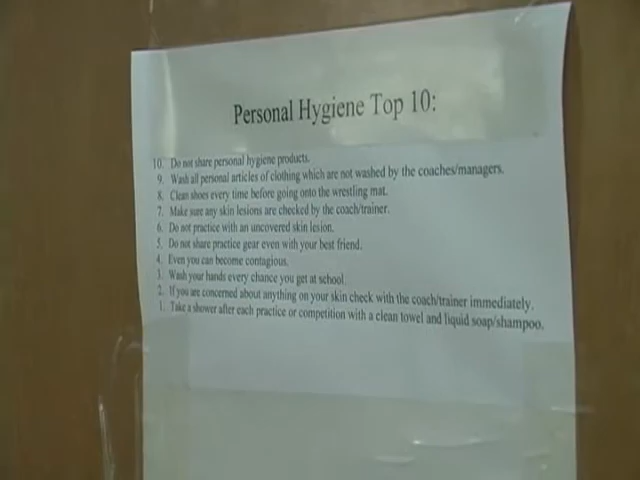 Personal Hygiene Top 10:
10. Do not share personal hygiene products.
9. Wash all personal articles of clothing which are not washed by the coaches/managers.
8. Clean shoes every time before going onto the wrestling mat.
7. Make sure any skin lesions are checked by the coach/trainer.
6. Do not practice with an uncovered skin lesion.
5. Do not share practice gear even with your best friend.
4. Even you can become contagious.
3. Wash your hands every chance you get at school.
2. If you are concerned about anything on your skin check with the coach/trainer immediately.
1. Take a shower after each practice or competition with a clean towel and liquid soap/shampoo.